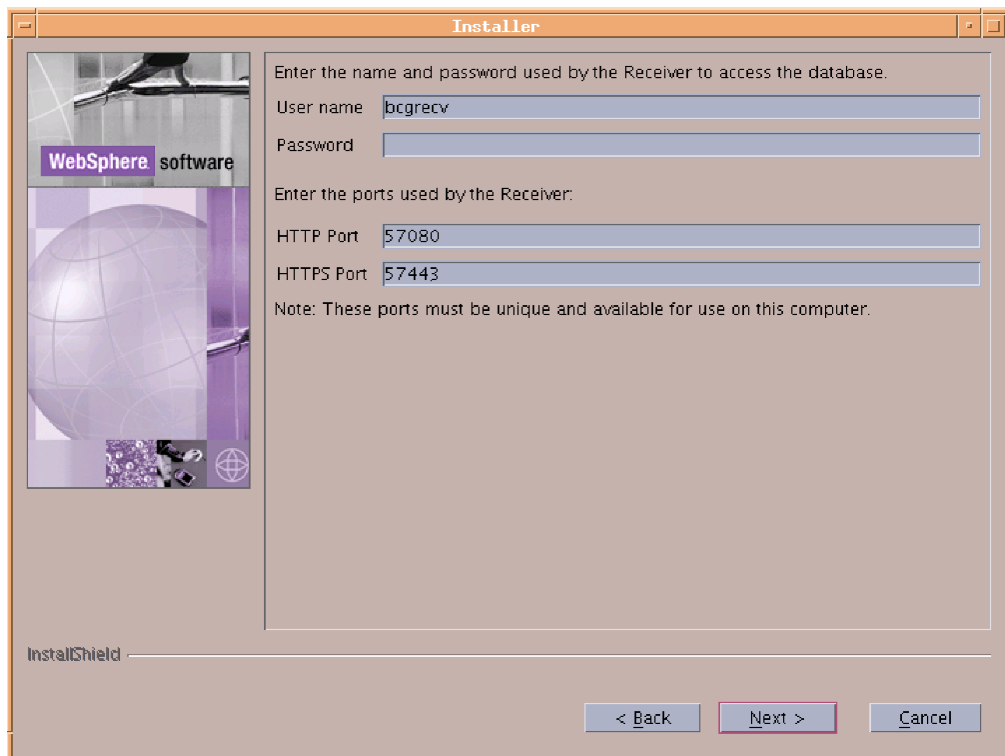 Installer
WebSphere software
Enter the name and password used by the Receiver to access the database.
User name bcgrecv
Password
Enter the ports used by the Receiver:
HTTP Port 57080
HTTPS Port 57443
Note: These ports must be unique and available for use on this computer.
InstallShield
< Back Next > Cancel